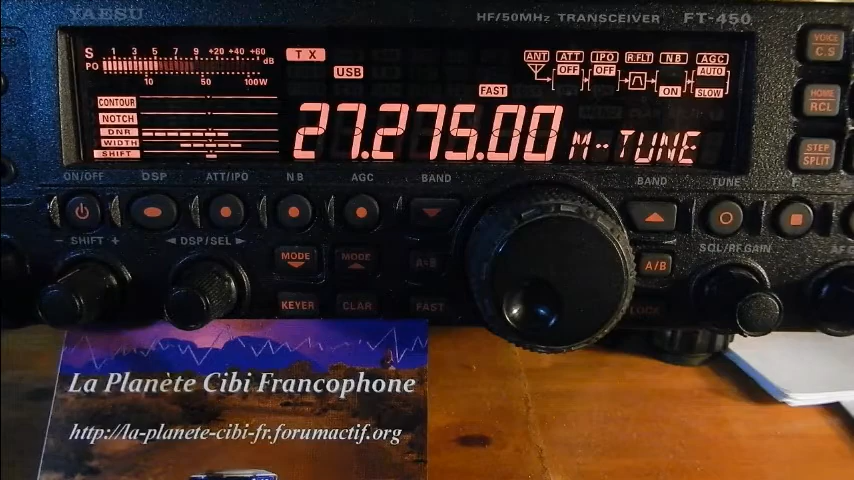 YAESU
HF/50MHz TRANSCEIVER FT-450
S 1 3 5 7 9 +20 +40 +60 dB
PO 10 50 100W
TX
USB
FAST
ANT ATT IPO R.FLT NB AGC
OFF OFF AUTO
ON SLOW
CONTOUR
NOTCH
DNR
WIDTH
SHIFT
27.275.00 M-TUNE
VOICE
C.S
HOME
RCL
STEP
SPLIT
ON/OFF DSP ATT/IPO NB AGC BAND BAND TUNE F
- SHIFT + ◄ DSP/SEL ► SQL/RF GAIN
MODE MODE A▪B A/B
KEYER CLAR FAST LOCK
La Planète Cibi Francophone
http://la-planete-cibi-fr.forumactif.org